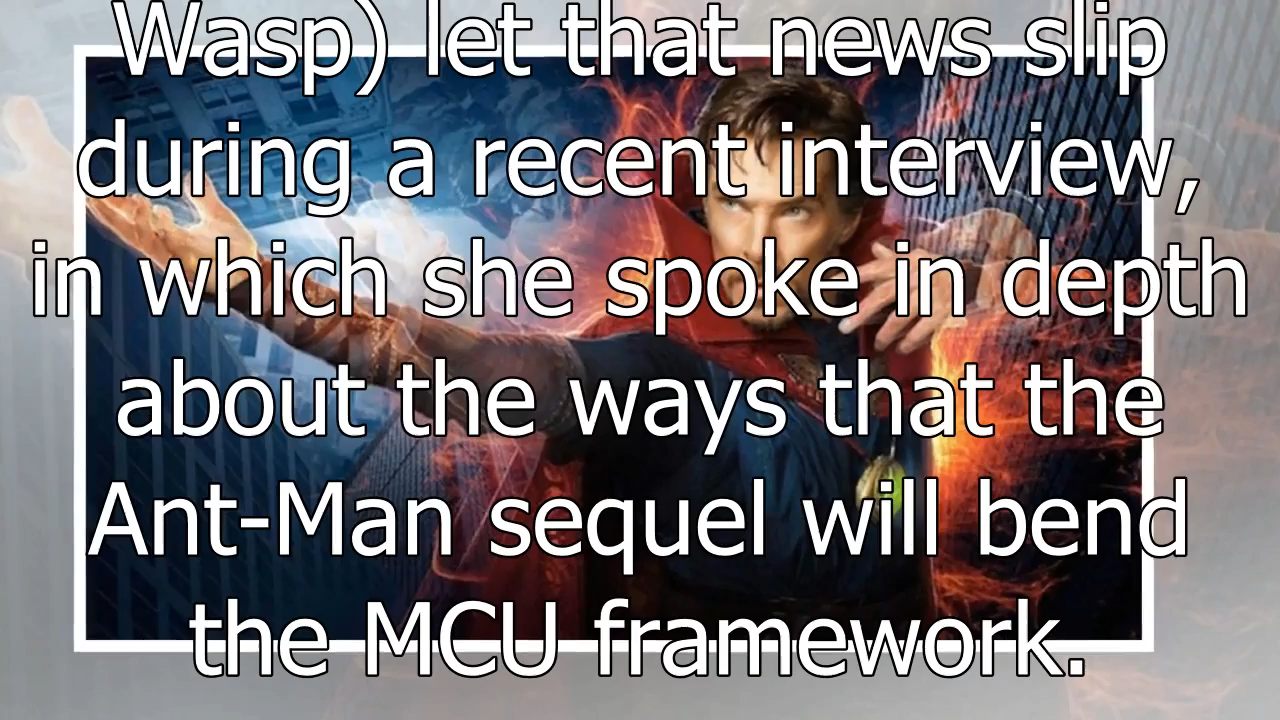 Wasp) let that news slip
during a recent interview,
in which she spoke in depth
about the ways that the
Ant-Man sequel will bend
the MCU framework.